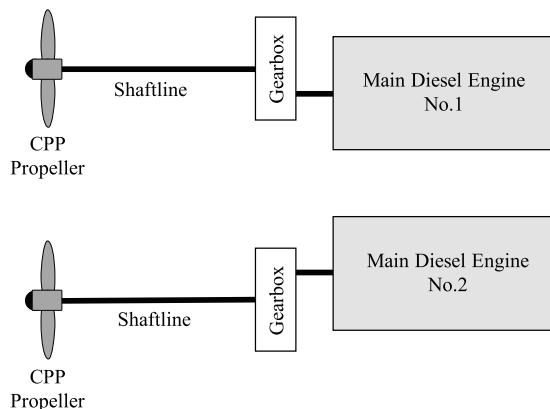 Gearbox
Main Diesel Engine
No.1
Shaftline
CPP
Propeller
Gearbox
Main Diesel Engine
No.2
Shaftline
CPP
Propeller